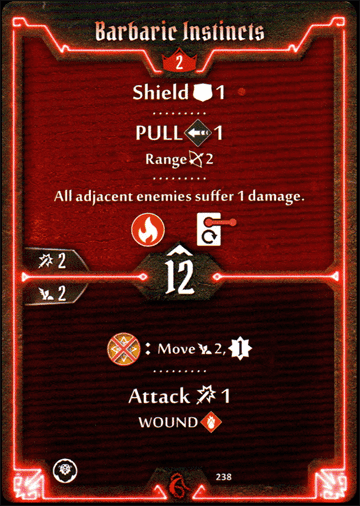 Barbaric Instincts
2
Shield 1
PULL 1
Range 2
All adjacent enemies suffer 1 damage.
2
12
2
: Move 2, 1
Attack 1
WOUND
238